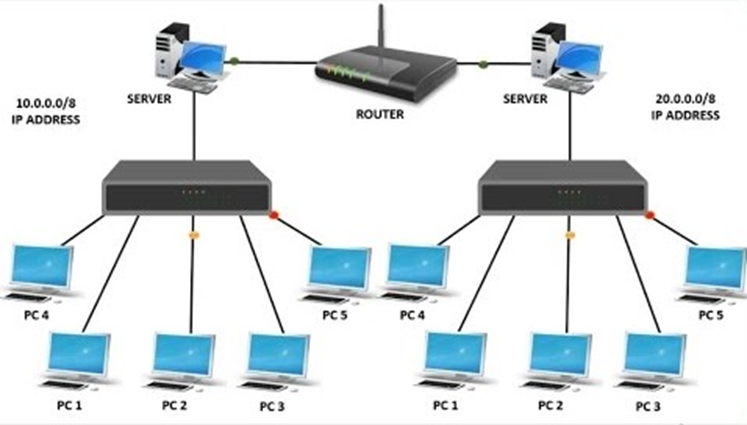 SERVER
ROUTER
SERVER
10.0.0.0/8
IP ADDRESS
20.0.0.0/8
IP ADDRESS
PC 4
PC 5
PC 4
PC 5
PC 1
PC 2
PC 3
PC 1
PC 2
PC 3